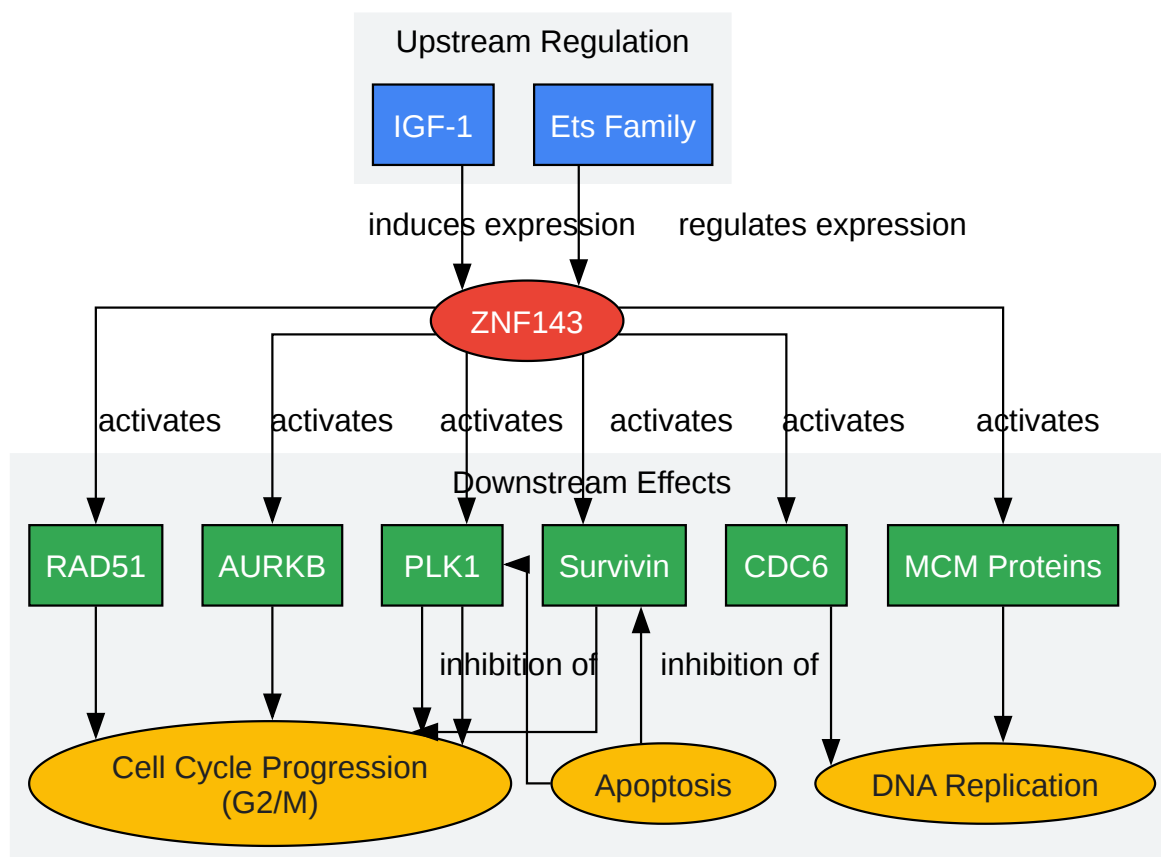 Upstream Regulation
IGF-1
Ets Family
induces expression
regulates expression
ZNF143
activates
activates
activates
activates
activates
activates
Downstream Effects
RAD51
AURKB
PLK1
Survivin
CDC6
MCM Proteins
inhibition of
inhibition of
Cell Cycle Progression
(G2/M)
Apoptosis
DNA Replication